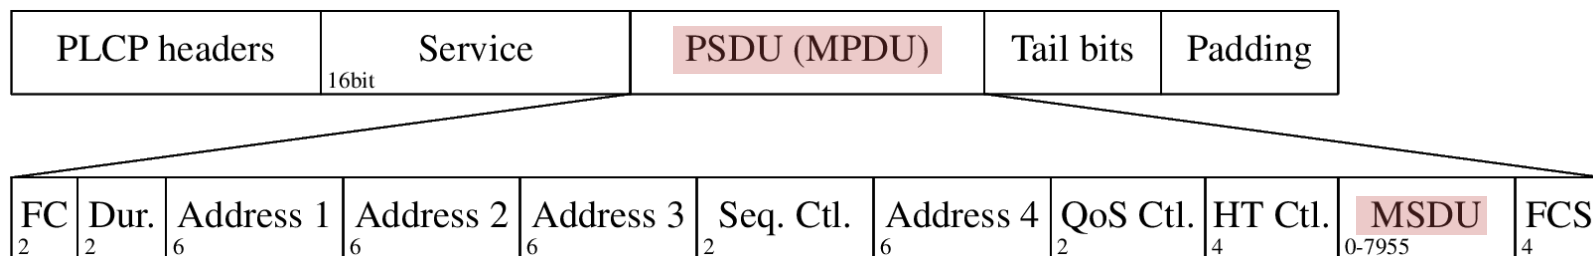 PLCP headers Service PSDU (MPDU) Tail bits Padding
16bit
FC Dur. Address 1 Address 2 Address 3 Seq. Ctl. Address 4 QoS Ctl. HT Ctl. MSDU FCS
2 2 6 6 6 2 6 2 4 0-7955 4